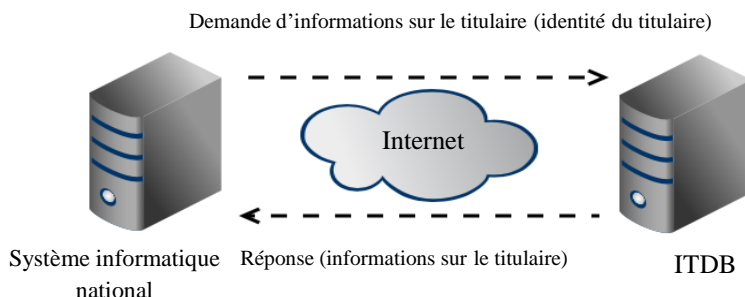 Demande d’informations sur le titulaire (identité du titulaire)
Internet
Système informatique
national
Réponse (informations sur le titulaire)
ITDB